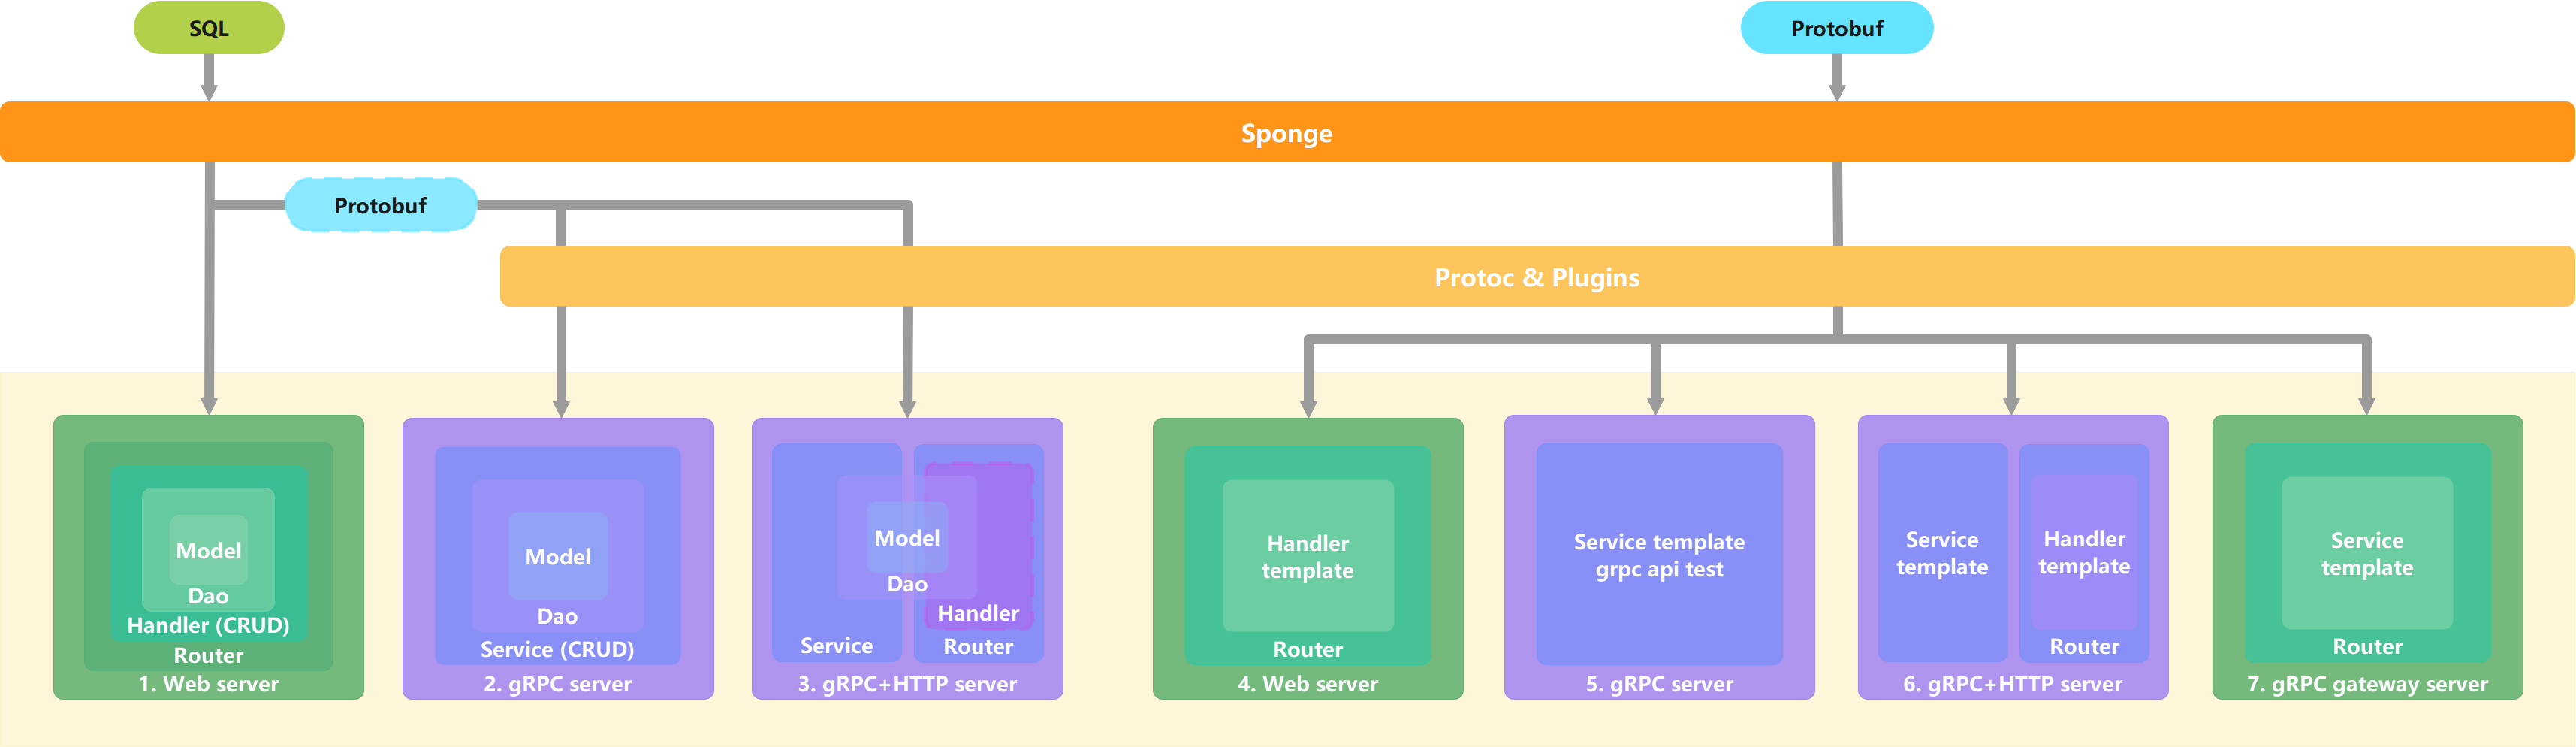 SQL
Protobuf
Sponge
Protobuf
Protoc & Plugins
Model
Dao
Handler (CRUD)
Router
1. Web server
Model
Dao
Service (CRUD)
2. gRPC server
Model
Dao
Handler
Service
Router
3. gRPC+HTTP server
Handler
template
Router
4. Web server
Service template
grpc api test
5. gRPC server
Service
template
Handler
template
Router
6. gRPC+HTTP server
Service
template
Router
7. gRPC gateway server